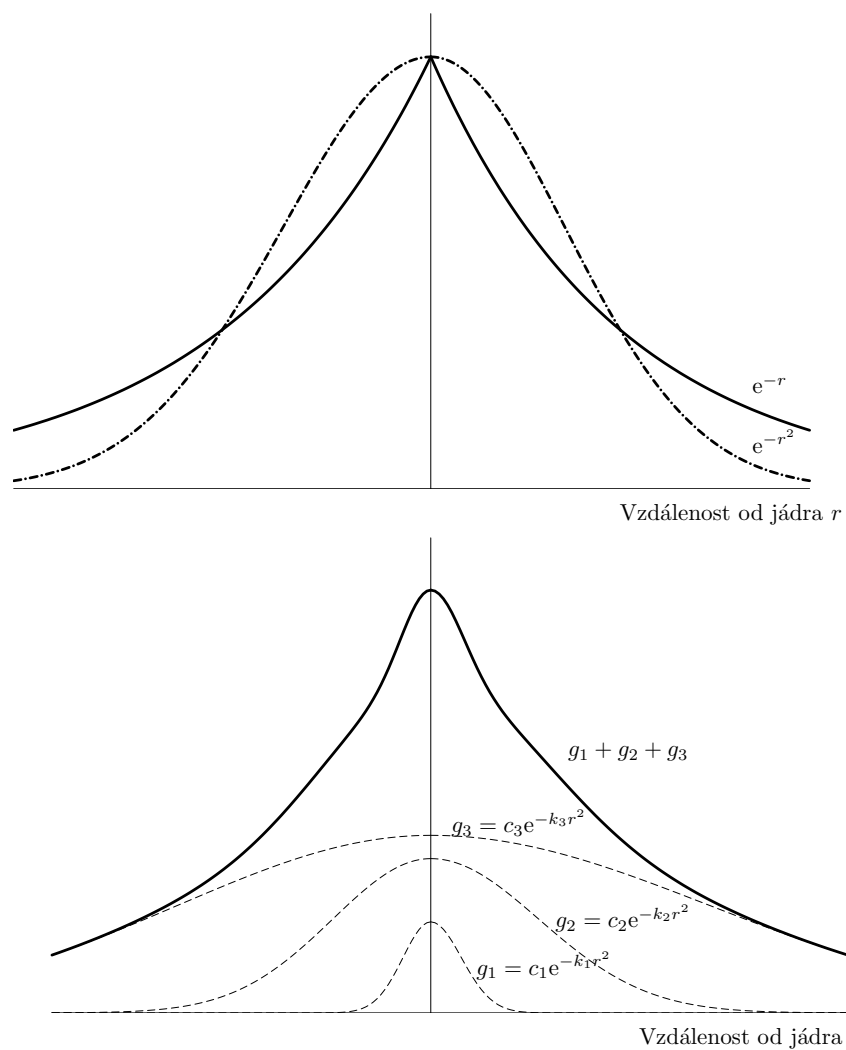 e^{-r}
e^{-r^2}
Vzdálenost od jádra r
g_1 + g_2 + g_3
g_3 = c_3e^{-k_3r^2}
g_2 = c_2e^{-k_2r^2}
g_1 = c_1e^{-k_1r^2}
Vzdálenost od jádra